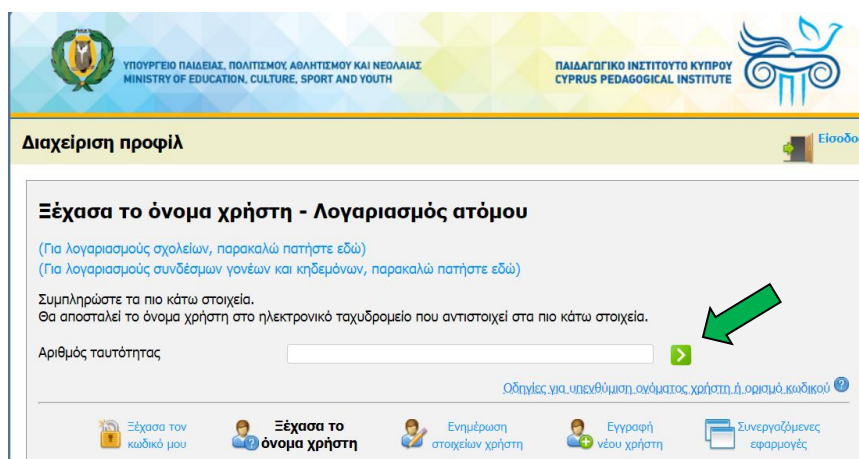 ΥΠΟΥΡΓΕΙΟ ΠΑΙΔΕΙΑΣ, ΠΟΛΙΤΙΣΜΟΥ, ΑΘΛΗΤΙΣΜΟΥ ΚΑΙ ΝΕΟΛΑΙΑΣ
MINISTRY OF EDUCATION, CULTURE, SPORT AND YOUTH
ΠΑΙΔΑΓΩΓΙΚΟ ΙΝΣΤΙΤΟΥΤΟ ΚΥΠΡΟΥ
CYPRUS PEDAGOGICAL INSTITUTE
Διαχείριση προφίλ
Είσοδο
Ξέχασα το όνομα χρήστη - Λογαριασμός ατόμου
(Για λογαριασμούς σχολείων, παρακαλώ πατήστε εδώ)
(Για λογαριασμούς συνδέσμων γονέων και κηδεμόνων, παρακαλώ πατήστε εδώ)
Συμπληρώστε τα πιο κάτω στοιχεία.
Θα αποσταλεί το όνομα χρήστη στο ηλεκτρονικό ταχυδρομείο που αντιστοιχεί στα πιο κάτω στοιχεία.
Αριθμός ταυτότητας
Οδηγίες για υπενθύμιση ονόματος χρήστη ή ορισμό κωδικού
Ξέχασα τον
κωδικό μου
Ξέχασα το
όνομα χρήστη
Ενημέρωση
στοιχείων χρήστη
Εγγραφή
νέου χρήστη
Συνεργαζόμενες
εφαρμογές